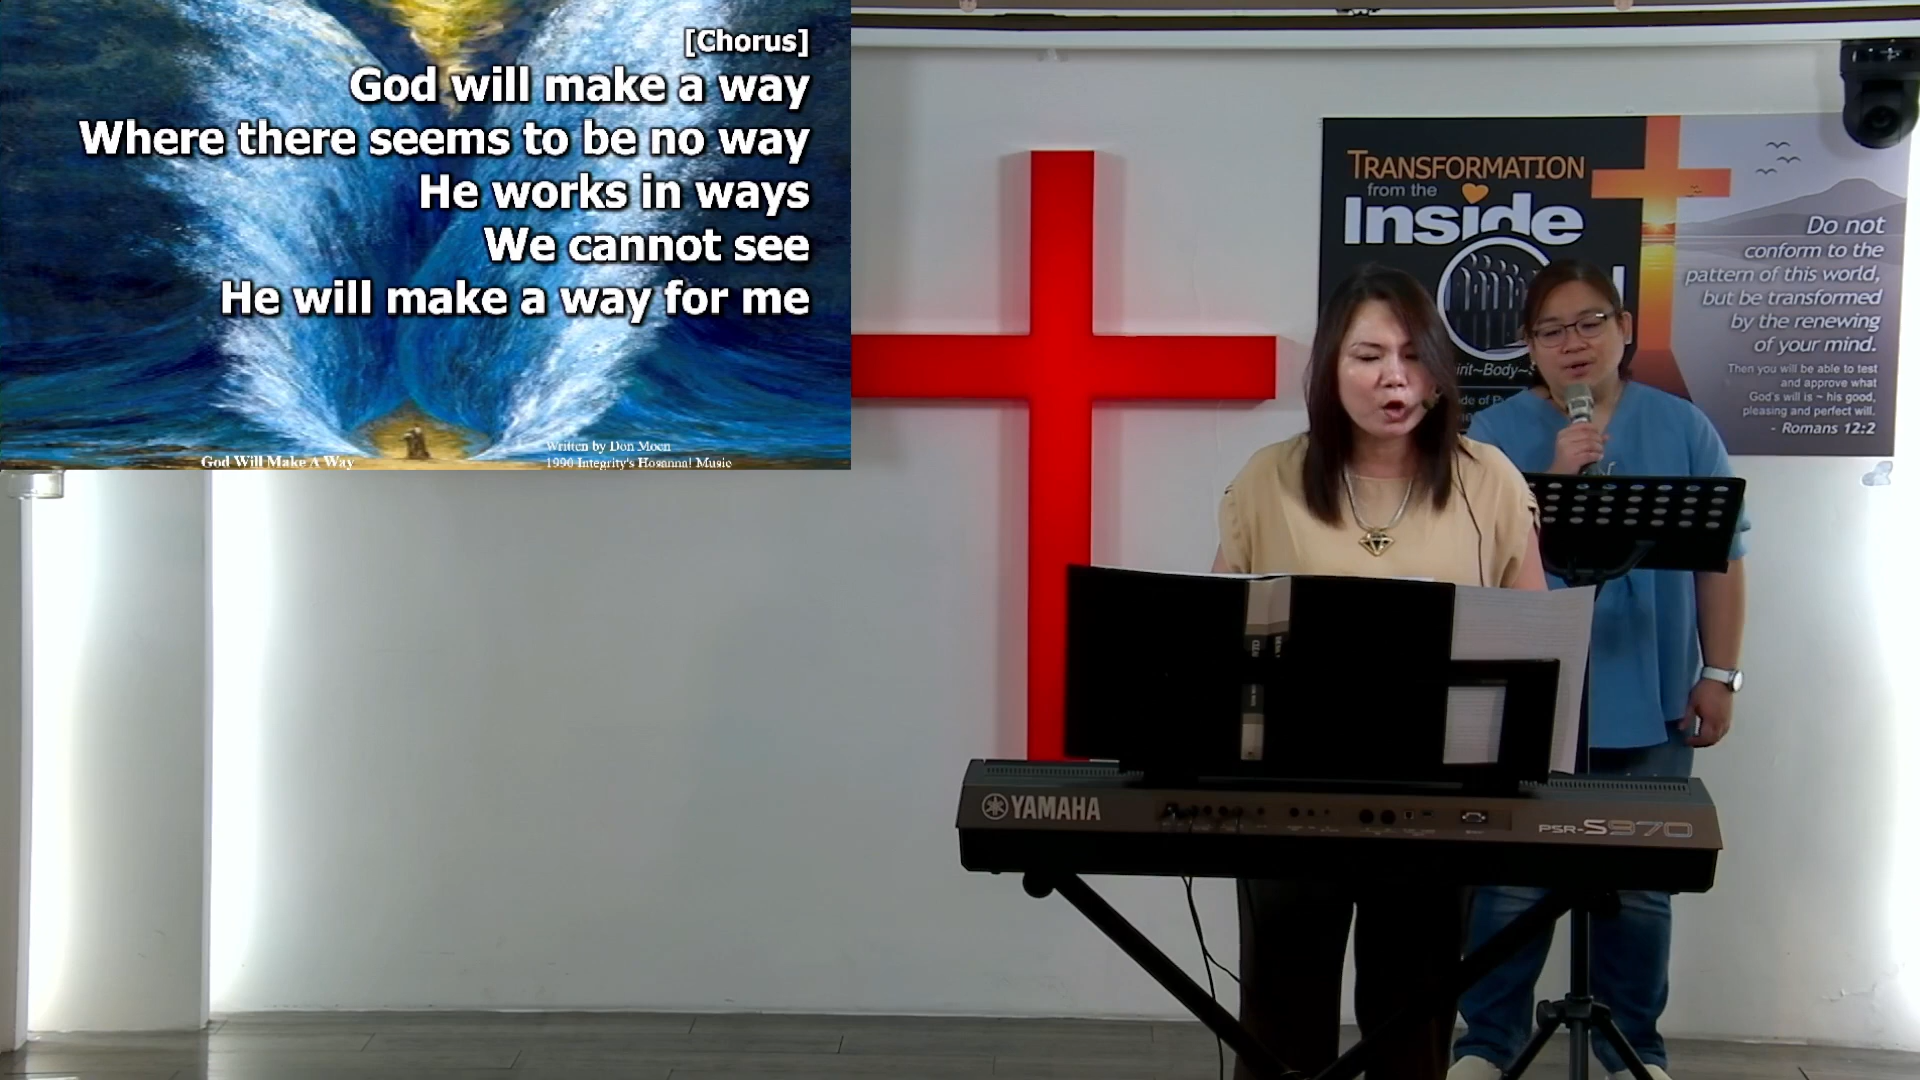 [Chorus]
God will make a way
Where there seems to be no way
He works in ways
We cannot see
He will make a way for me
God Will Make A Way
Written by Don Moen
1990 Integrity's Hosanna! Music
TRANSFORMATION
from the
Inside
Do not
conform to the
pattern of this world,
but be transformed
by the renewing
of your mind.
Then you will be able to test
and approve what
God's will is ~ his good,
pleasing and perfect will.
- Romans 12:2
YAMAHA
PSR-S970